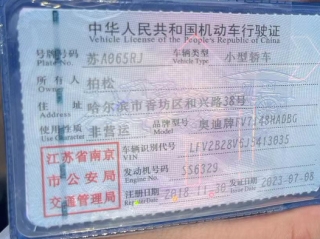 中华人民共和国机动车行驶证
Vehicle License of the People's Republic of China
号牌号码 苏A065RJ 车辆类型 小型轿车
Plate No. Vehicle Type
所有人 柏松
Owner
住址 哈尔滨市香坊区和兴路38号
Address
使用性质 非营运 品牌型号 奥迪牌FV7148HADBG
Use Character Model
江苏省南京市公安局交通管理局
车辆识别代号 LFV2B28V6J5413035
VIN
发动机号码 556329
Engine No.
注册日期 2018-11-30 发证日期 2023-07-08
Register Date Issue Date